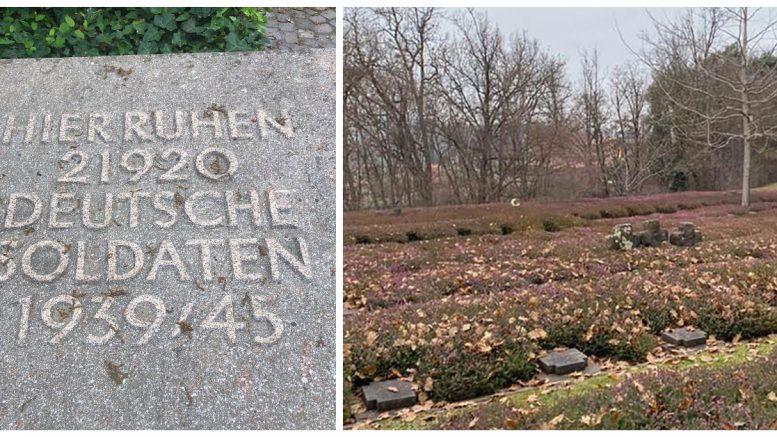 HIER RUHEN
21920
DEUTSCHE
SOLDATEN
1939/45